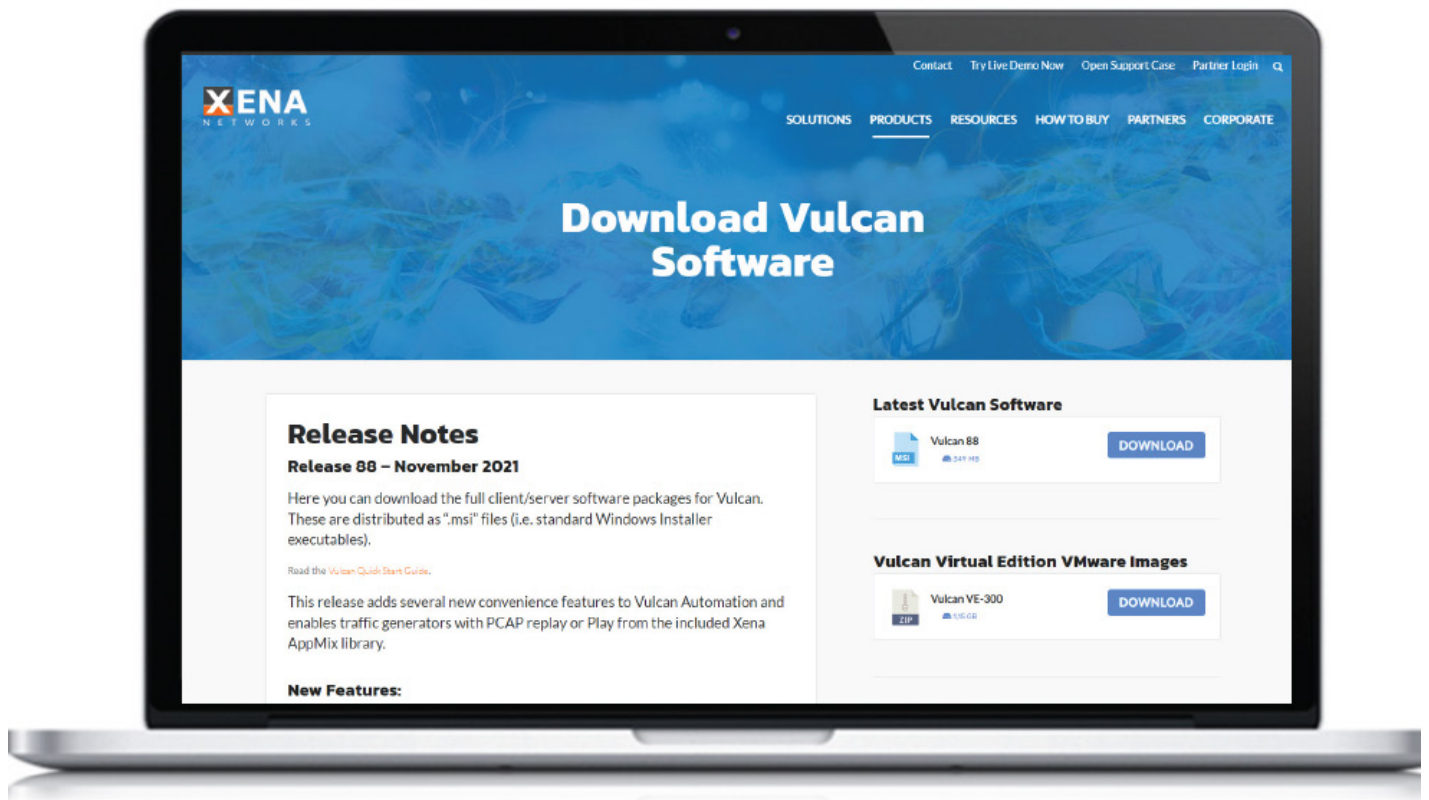 Contact Try Live Demo Now Open Support Case Partner Login
XENA
NETWORKS
SOLUTIONS PRODUCTS RESOURCES HOW TO BUY PARTNERS CORPORATE
Download Vulcan
Software
Release Notes
Release 88 – November 2021
Here you can download the full client/server software packages for Vulcan.
These are distributed as ".msi" files (i.e. standard Windows Installer
executables).
Read the Vulcan Quick Start Guide.
This release adds several new convenience features to Vulcan Automation and
enables traffic generators with PCAP replay or Play from the included Xena
AppMix library.
New Features:
Latest Vulcan Software
MSI
Vulcan 88
MB
DOWNLOAD
Vulcan Virtual Edition VMware Images
ZIP
Vulcan VE-300
GB
DOWNLOAD